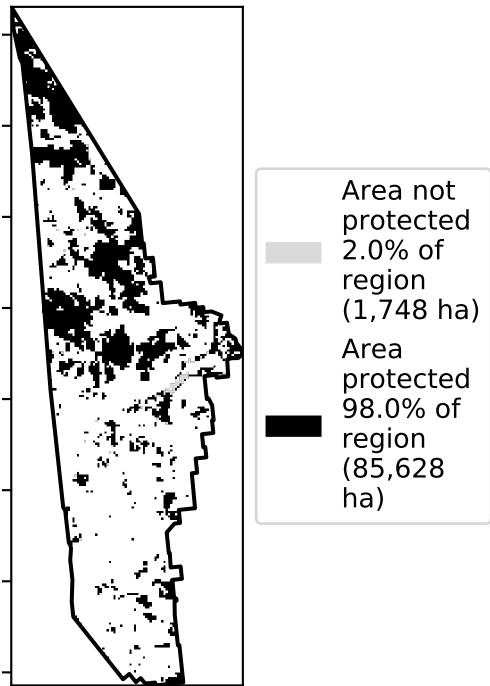 Area not
protected
2.0% of
region
(1,748 ha)
Area
protected
98.0% of
region
(85,628
ha)